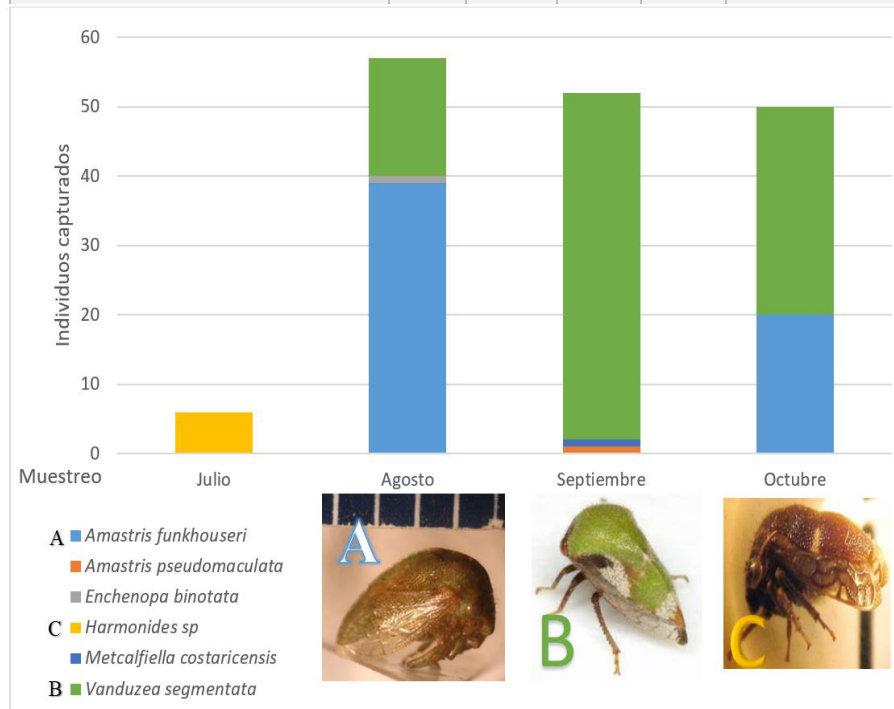 60
50
40
30
20
10
0
Individuos capturados
Muestreo Julio Agosto Septiembre Octubre
A Amastris funkhouseri
Amastris pseudomaculata
Enchenopa binotata
C Harmonides sp
Metcalfiella costaricensis
B Vanduzea segmentata
A
B
C